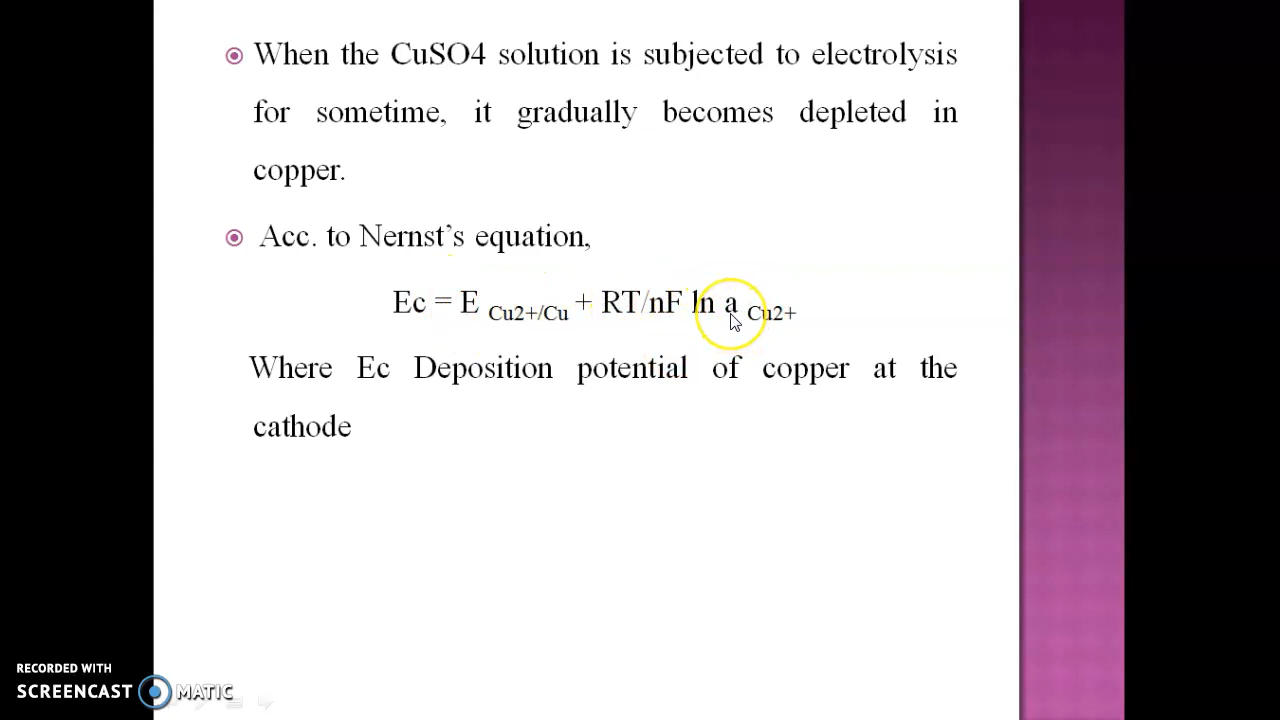 When the CuSO4 solution is subjected to electrolysis
for sometime, it gradually becomes depleted in
copper.
Acc. to Nernst’s equation,
Ec = E Cu2+/Cu + RT/nF ln a Cu2+
Where Ec Deposition potential of copper at the
cathode
RECORDED WITH
SCREENCAST MATIC